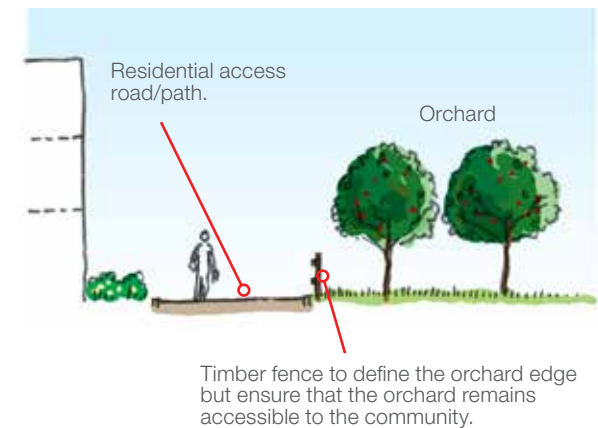 Residential access
road/path.
Orchard
Timber fence to define the orchard edge
but ensure that the orchard remains
accessible to the community.